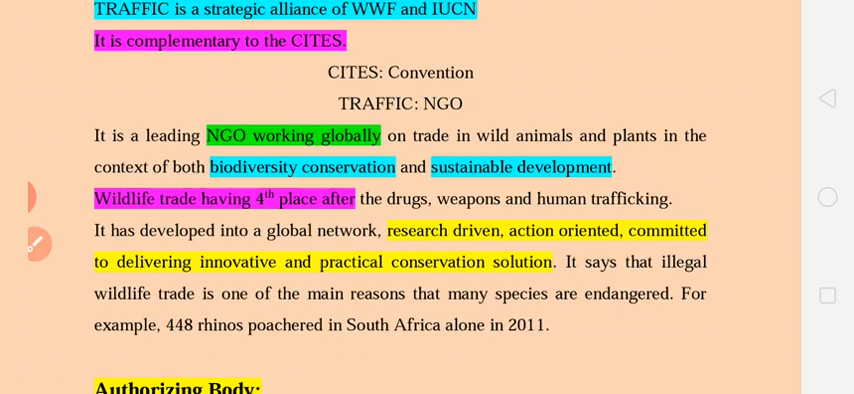 TRAFFIC is a strategic alliance of WWF and IUCN
It is complementary to the CITES.
CITES: Convention
TRAFFIC: NGO
It is a leading NGO working globally on trade in wild animals and plants in the
context of both biodiversity conservation and sustainable development.
Wildlife trade having 4th place after the drugs, weapons and human trafficking.
It has developed into a global network, research driven, action oriented, committed
to delivering innovative and practical conservation solution. It says that illegal
wildlife trade is one of the main reasons that many species are endangered. For
example, 448 rhinos poachered in South Africa alone in 2011.
Authorizing Body: